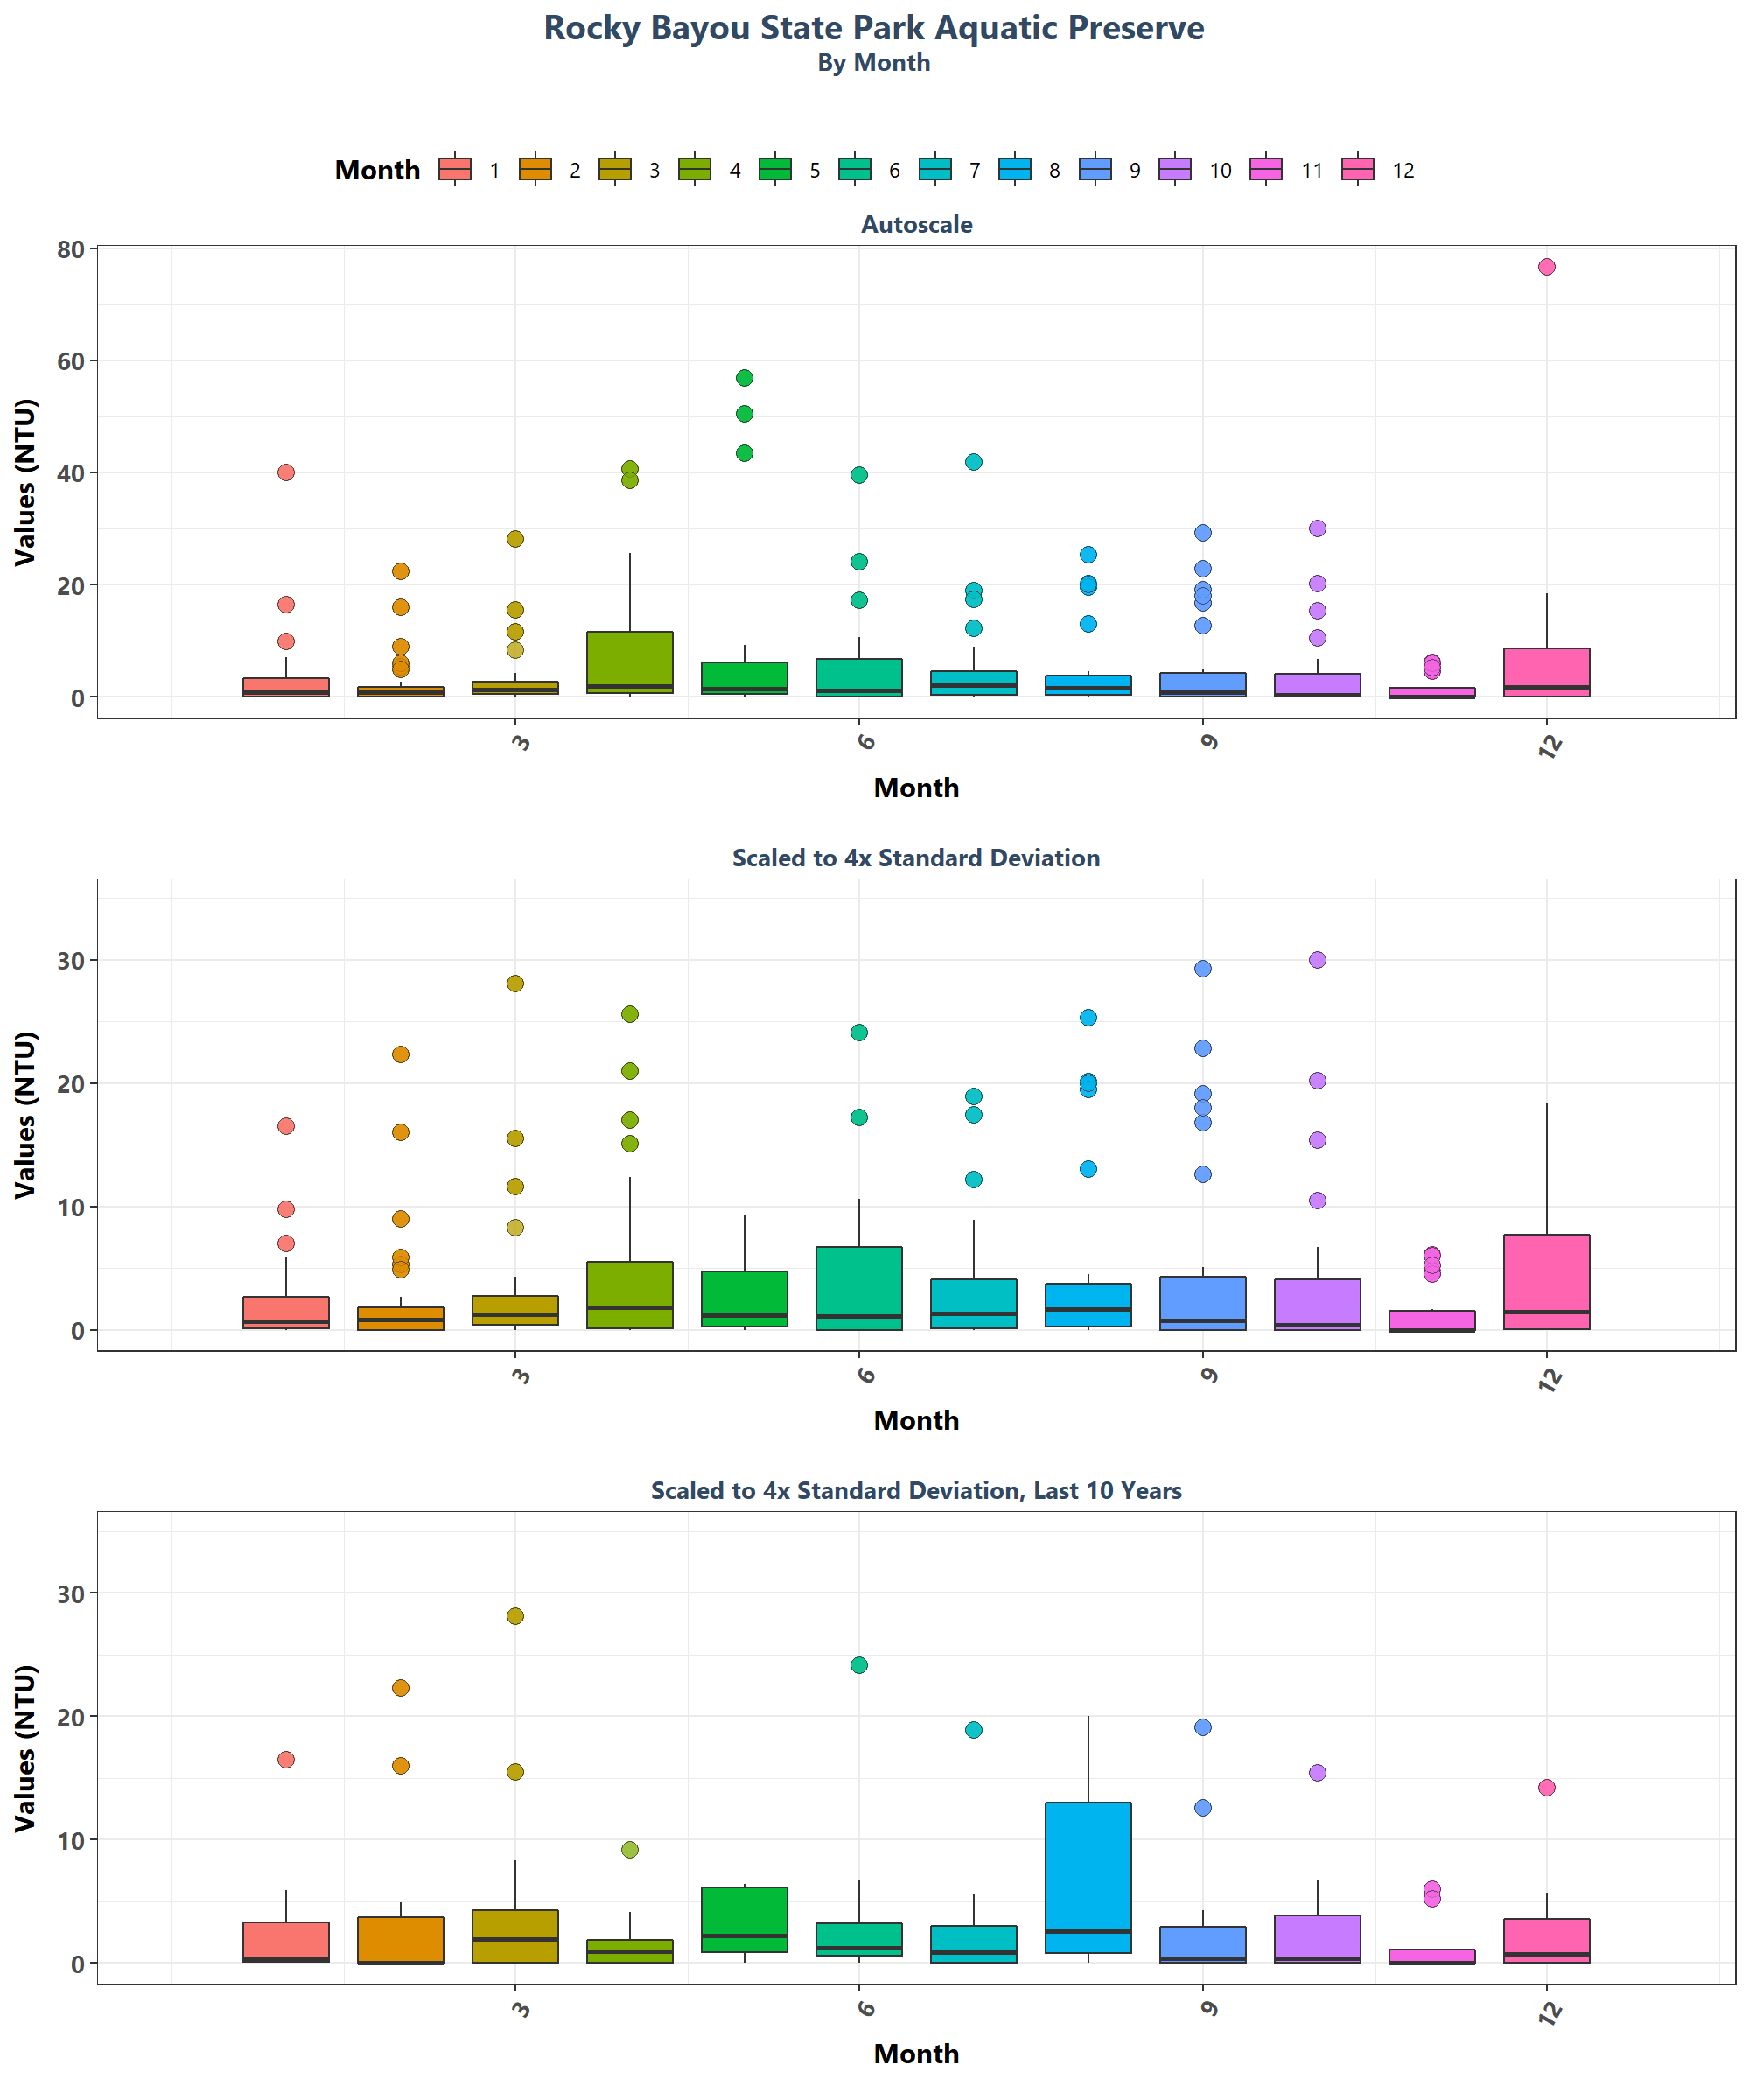 Rocky Bayou State Park Aquatic Preserve
By Month
Month 1 2 3 4 5 6 7 8 9 10 11 12
Autoscale
Values (NTU)
80
60
40
20
0
3 6 9 12
Month
Scaled to 4x Standard Deviation
Values (NTU)
30
20
10
0
3 6 9 12
Month
Scaled to 4x Standard Deviation, Last 10 Years
Values (NTU)
30
20
10
0
3 6 9 12
Month